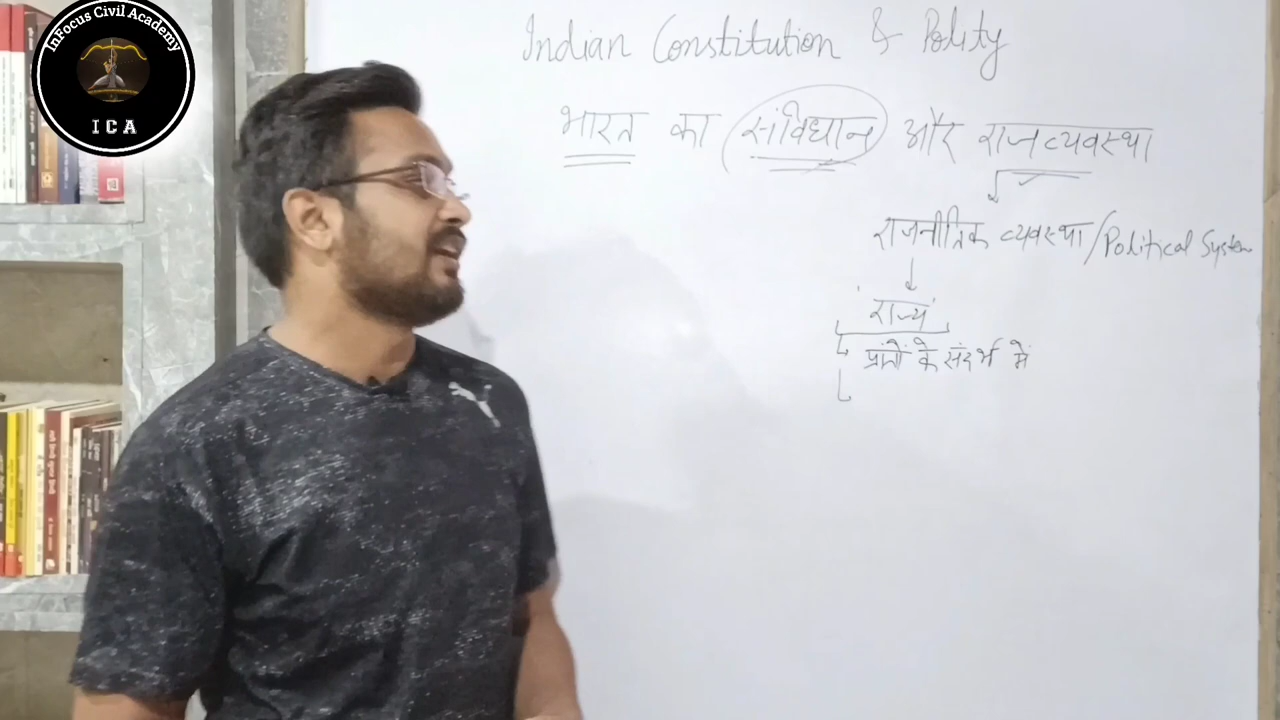 InFocus Civil Academy
ICA
Indian Constitution & Polity
भारत का संविधान और राजव्यवस्था
राजनीतिक व्यवस्था/Political System
राज्य
प्रांतों के संदर्भ में